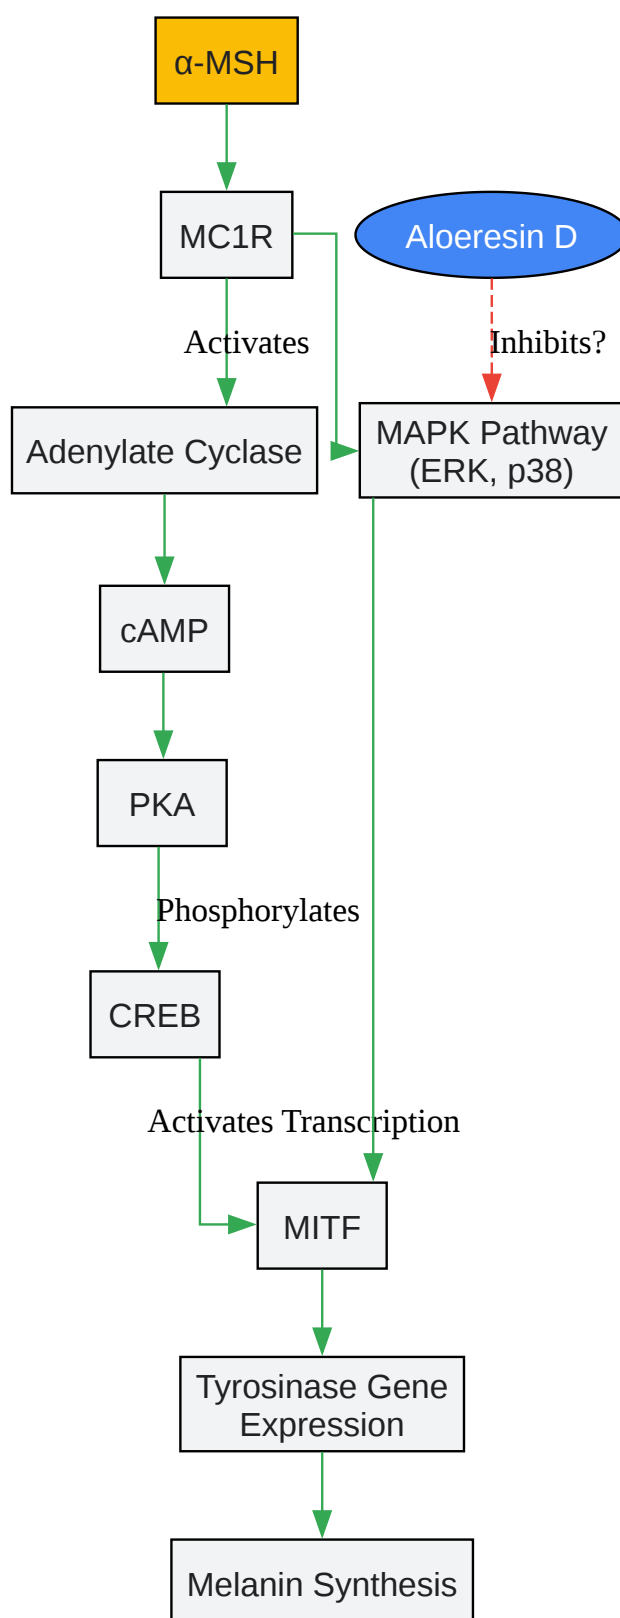 α-MSH
MC1R
Aloeresin D
Activates
Inhibits?
Adenylate Cyclase
MAPK Pathway
(ERK, p38)
cAMP
PKA
Phosphorylates
CREB
Activates Transcription
MITF
Tyrosinase Gene
Expression
Melanin Synthesis